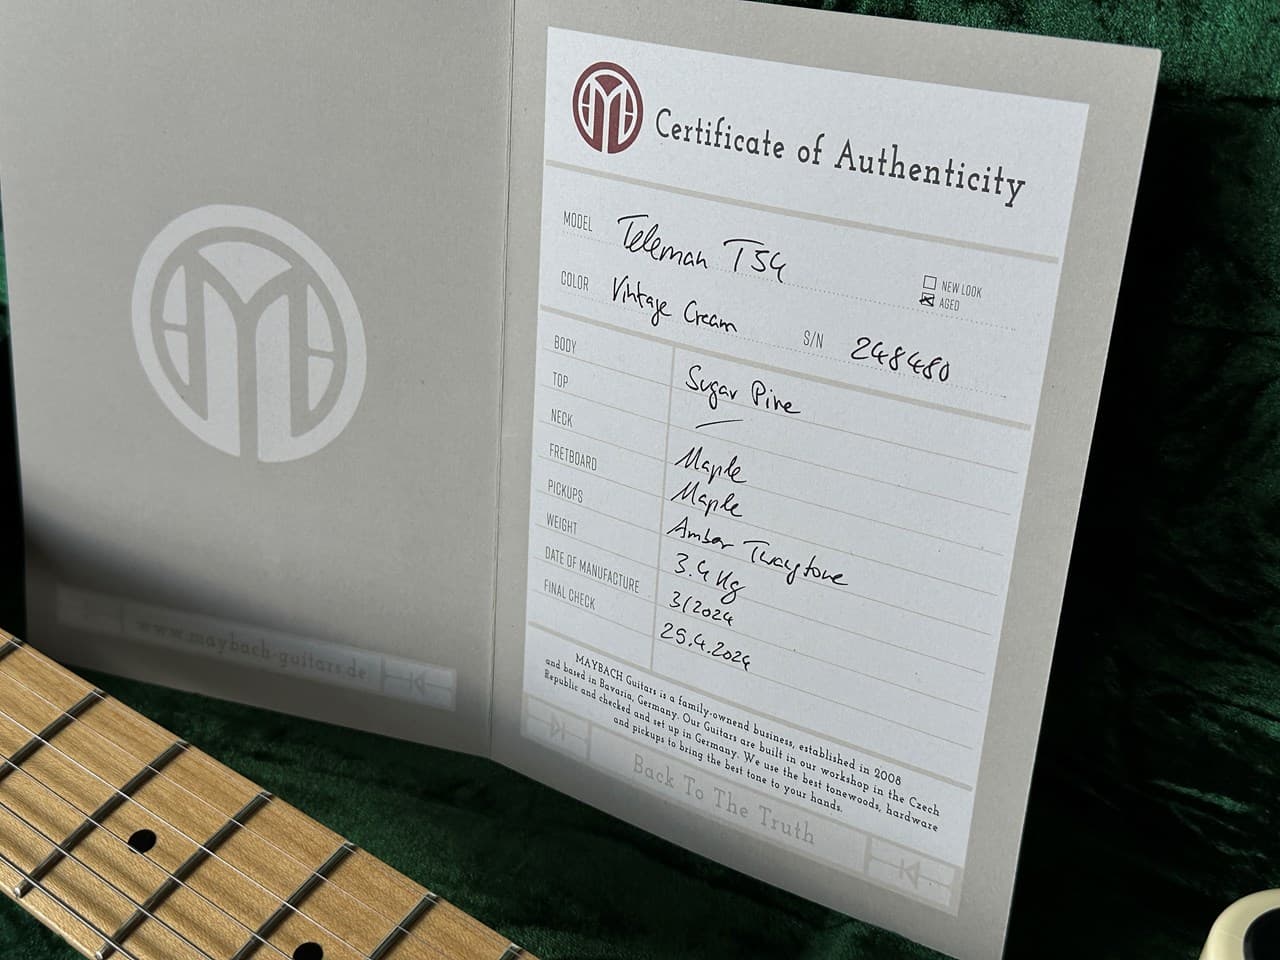 www.maybach-guitars.de
Certificate of Authenticity
MODEL Teleman T54
NEW LOOK
AGED
COLOR Vintage Cream S/N 248480
BODY Sugar Pine
TOP —
NECK Maple
FRETBOARD Maple
PICKUPS Amber Twaytone
WEIGHT 3.4 Kg
DATE OF MANUFACTURE 3/2024
FINAL CHECK 25.4.2024
MAYBACH Guitars is a family-ownend business, established in 2008
and based in Bavaria, Germany. Our Guitars are built in our workshop in the Czech
Republic and checked and set up in Germany. We use the best tonewoods, hardware
and pickups to bring the best tone to your hands.
Back To The Truth